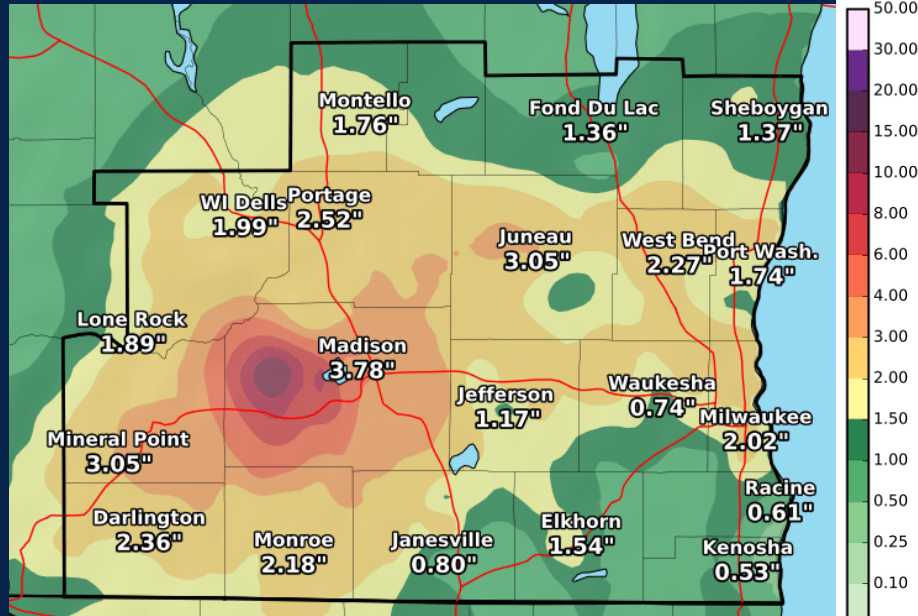 Montello
1.76"
Fond Du Lac
1.36"
Sheboygan
1.37"
WI Dells
1.99"
Portage
2.52"
Juneau
3.05"
West Bend
2.27"
Port Wash.
1.74"
Lone Rock
1.89"
Madison
3.78"
Jefferson
1.17"
Waukesha
0.74"
Milwaukee
2.02"
Mineral Point
3.05"
Racine
0.61"
Darlington
2.36"
Monroe
2.18"
Janesville
0.80"
Elkhorn
1.54"
Kenosha
0.53"
50.00
30.00
20.00
15.00
10.00
8.00
6.00
4.00
3.00
2.00
1.50
1.00
0.50
0.25
0.10